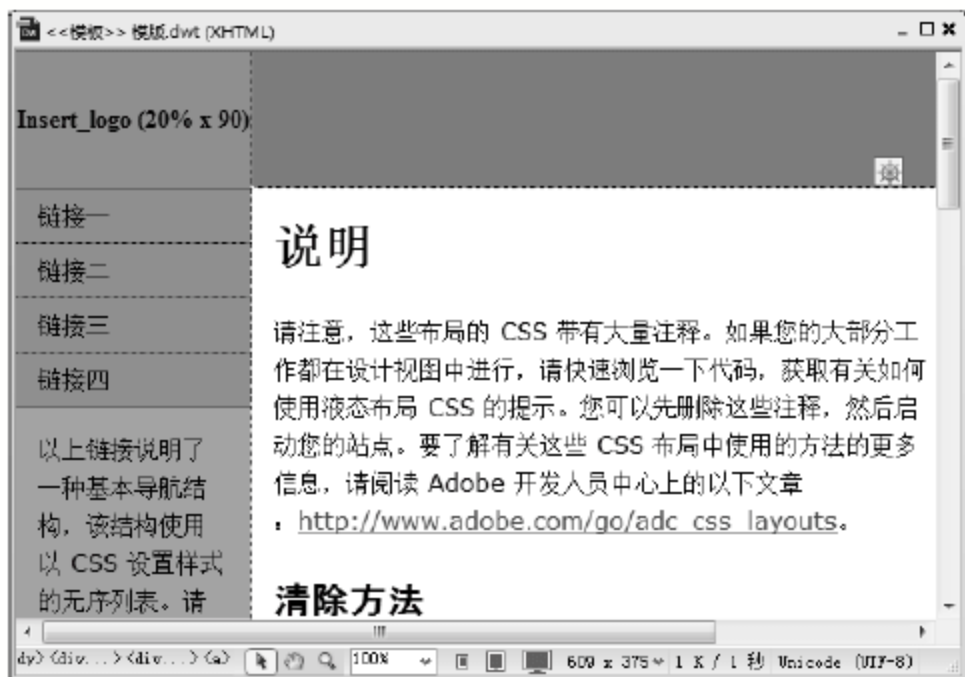 <<模板>> 模版.dwt (XHTML)
Insert_logo (20% x 90)
链接一
链接二
链接三
链接四
以上链接说明了
一种基本导航结
构，该结构使用
以 CSS 设置样式
的无序列表。请
说明
请注意，这些布局的 CSS 带有大量注释。如果您的大部分工
作都在设计视图中进行，请快速浏览一下代码，获取有关如何
使用液态布局 CSS 的提示。您可以先删除这些注释，然后启
动您的站点。要了解有关这些 CSS 布局中使用的方法的更多
信息，请阅读 Adobe 开发人员中心上的以下文章
：http://www.adobe.com/go/adc_css_layouts。
清除方法
dy><div...><div...><a> 100% 609 x 375 1 K / 1 秒 Unicode (UTF-8)